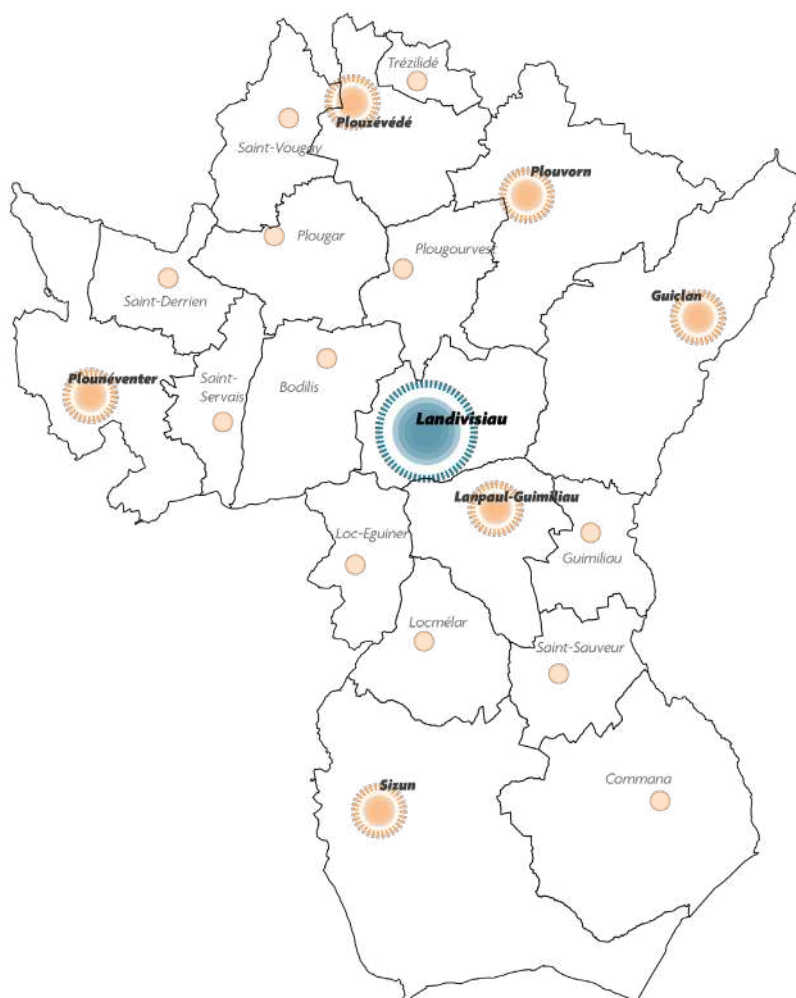 Trézilidé
Plouzévédé
Saint-Vougay
Plouvorn
Plougar
Plougourvest
Saint-Derrien
Guiclan
Plounéventer
Saint-
Servais
Bodilis
Landivisiau
Lanpaul-Guimiliau
Loc-Eguiner
Guimiliau
Locmélar
Saint-Sauveur
Commana
Sizun